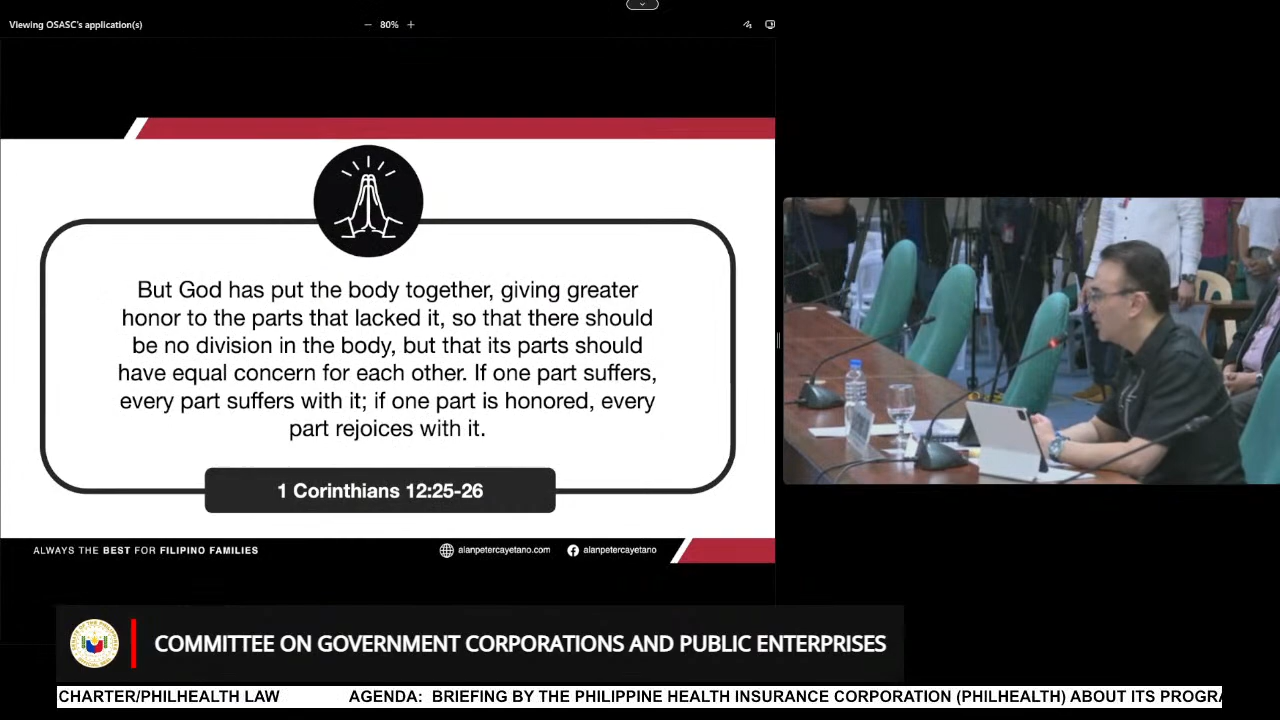 Viewing OSASC's application(s)
80%
But God has put the body together, giving greater
honor to the parts that lacked it, so that there should
be no division in the body, but that its parts should
have equal concern for each other. If one part suffers,
every part suffers with it; if one part is honored, every
part rejoices with it.
1 Corinthians 12:25-26
ALWAYS THE BEST FOR FILIPINO FAMILIES
alanpetercayetano.com
alanpetercayetano
COMMITTEE ON GOVERNMENT CORPORATIONS AND PUBLIC ENTERPRISES
CHARTER/PHILHEALTH LAW AGENDA: BRIEFING BY THE PHILIPPINE HEALTH INSURANCE CORPORATION (PHILHEALTH) ABOUT ITS PROGRA